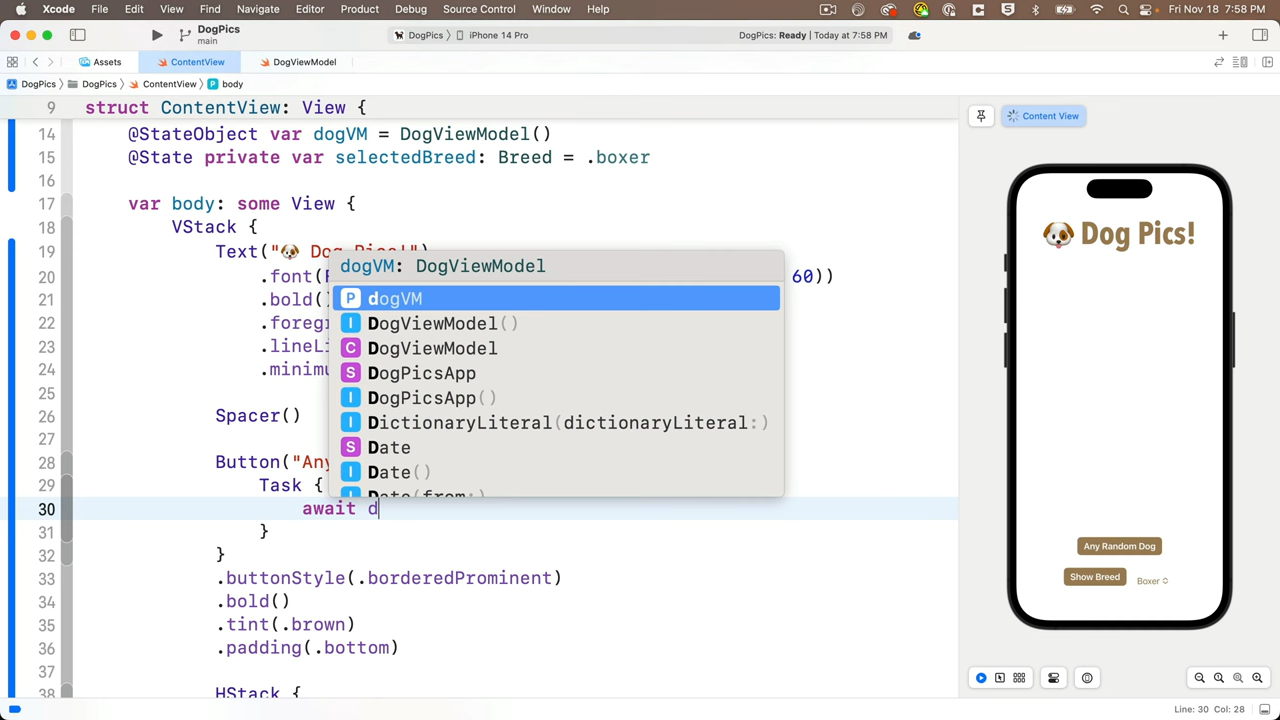 Xcode File Edit View Find Navigate Editor Product Debug Source Control Window Help Fri Nov 18 7:58 PM
DogPics
main
DogPics iPhone 14 Pro
DogPics: Ready | Today at 7:58 PM
Assets ContentView DogViewModel
DogPics DogPics ContentView body
9 struct ContentView: View {
14 @StateObject var dogVM = DogViewModel()
15 @State private var selectedBreed: Breed = .boxer
16
17 var body: some View {
18 VStack {
19 Text("🐶 Dog Pics!")
20 .font( 60))
21 .bold()
22 .foreg
23 .lineLi
24 .minimu
25
26 Spacer()
27
28 Button("Any
29 Task {
30 await d
31 }
32 }
33 .buttonStyle(.borderedProminent)
34 .bold()
35 .tint(.brown)
36 .padding(.bottom)
37
38 HStack {
dogVM: DogViewModel
P dogVM
I DogViewModel()
C DogViewModel
S DogPicsApp
I DogPicsApp()
I DictionaryLiteral(dictionaryLiteral:)
S Date
I Date()
I Date(from:)
Content View
🐶 Dog Pics!
Any Random Dog
Show Breed Boxer
Line: 30 Col: 28